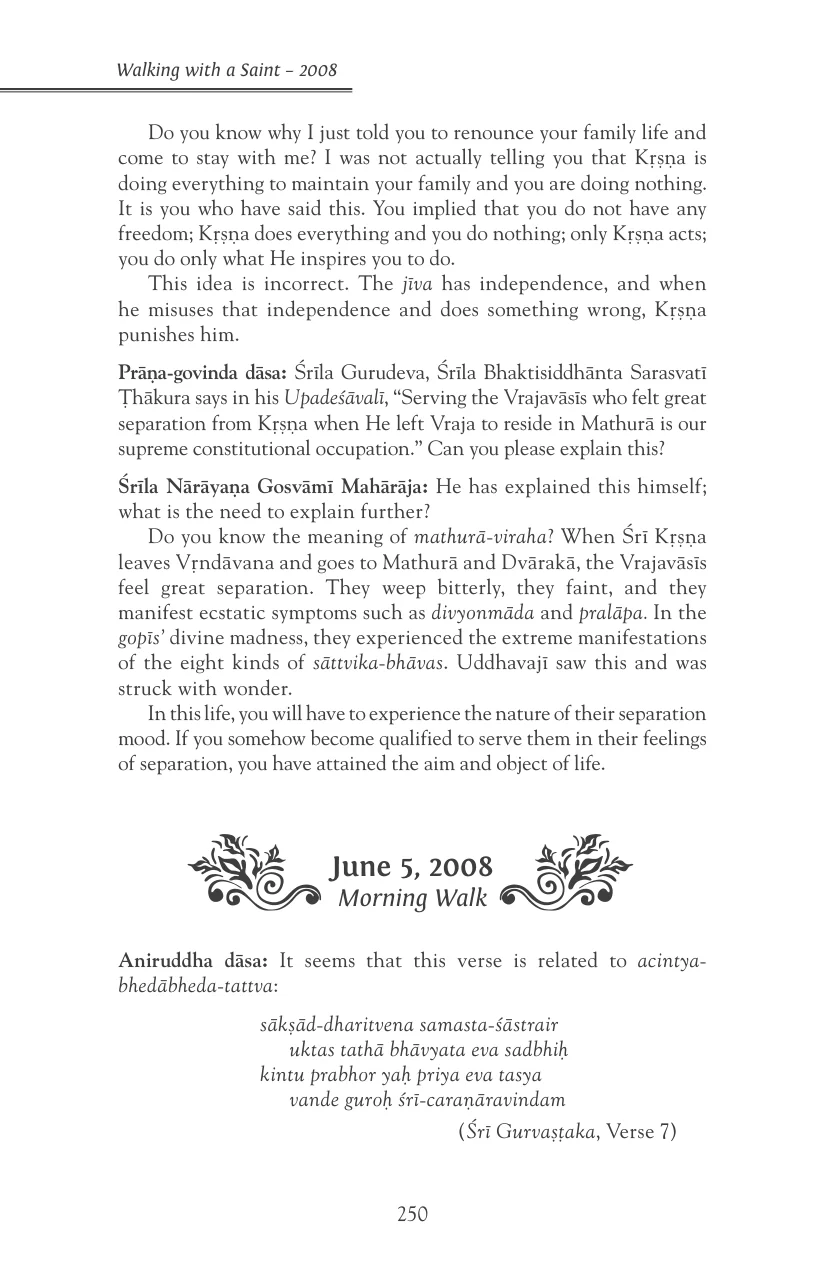 Walking with a Saint – 2008
Do you know why I just told you to renounce your family life and
come to stay with me? I was not actually telling you that Kṛṣṇa is
doing everything to maintain your family and you are doing nothing.
It is you who have said this. You implied that you do not have any
freedom; Kṛṣṇa does everything and you do nothing; only Kṛṣṇa acts;
you do only what He inspires you to do.
This idea is incorrect. The jīva has independence, and when
he misuses that independence and does something wrong, Kṛṣṇa
punishes him.
Prāṇa-govinda dāsa: Śrīla Gurudeva, Śrīla Bhaktisiddhānta Sarasvatī
Ṭhākura says in his Upadeśāvalī, “Serving the Vrajavāsīs who felt great
separation from Kṛṣṇa when He left Vraja to reside in Mathurā is our
supreme constitutional occupation.” Can you please explain this?
Śrīla Nārāyaṇa Gosvāmī Mahārāja: He has explained this himself;
what is the need to explain further?
Do you know the meaning of mathurā-viraha? When Śrī Kṛṣṇa
leaves Vṛndāvana and goes to Mathurā and Dvārakā, the Vrajavāsīs
feel great separation. They weep bitterly, they faint, and they
manifest ecstatic symptoms such as divyonmāda and pralāpa. In the
gopīs’ divine madness, they experienced the extreme manifestations
of the eight kinds of sāttvika-bhāvas. Uddhavajī saw this and was
struck with wonder.
In this life, you will have to experience the nature of their separation
mood. If you somehow become qualified to serve them in their feelings
of separation, you have attained the aim and object of life.
June 5, 2008
Morning Walk
Aniruddha dāsa: It seems that this verse is related to acintya-
bhedābheda-tattva:
sākṣād-dharitvena samasta-śāstrair
uktas tathā bhāvyata eva sadbhiḥ
kintu prabhor yaḥ priya eva tasya
vande guroḥ śrī-caraṇāravindam
(Śrī Gurvaṣṭaka, Verse 7)
250